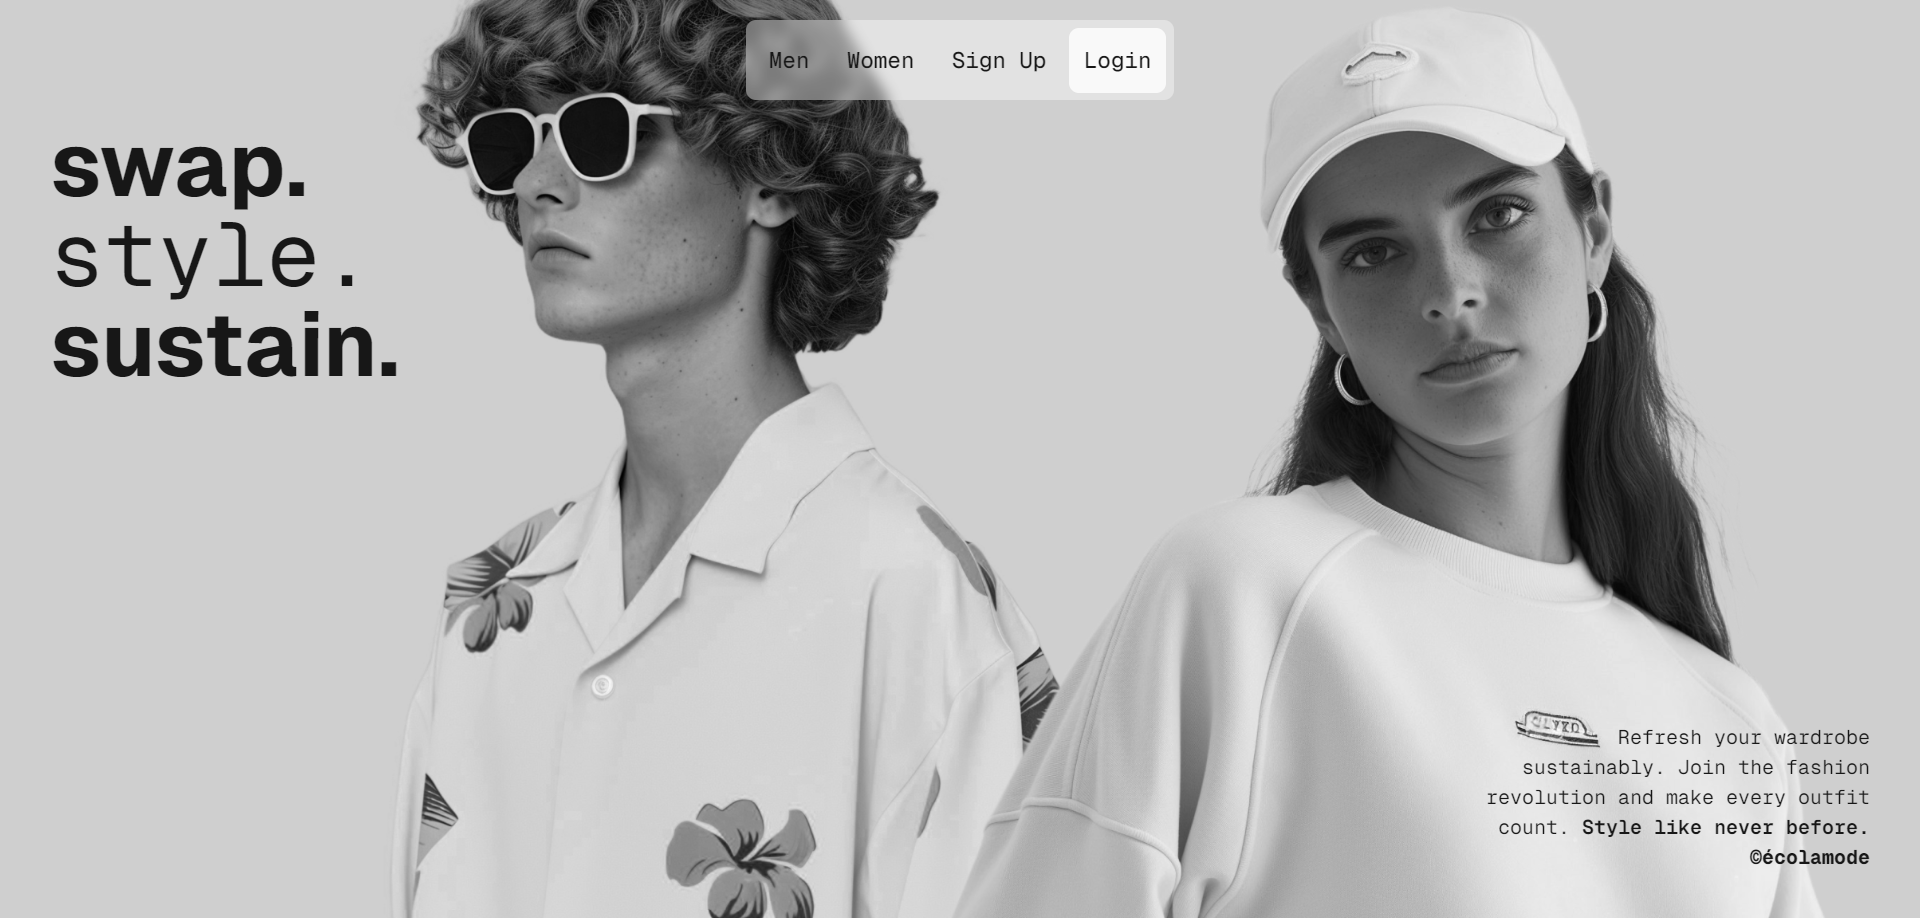 Men Women Sign Up Login
swap.
style.
sustain.
Refresh your wardrobe
sustainably. Join the fashion
revolution and make every outfit
count. Style like never before.
©écolamode